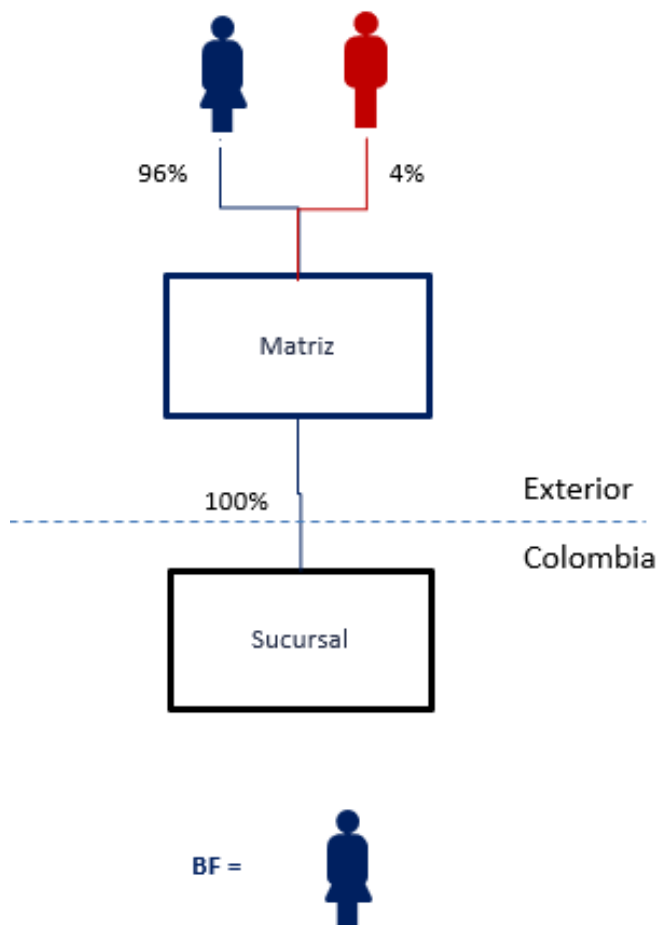 96%
4%
Matriz
Exterior
100%
Colombia
Sucursal
BF =